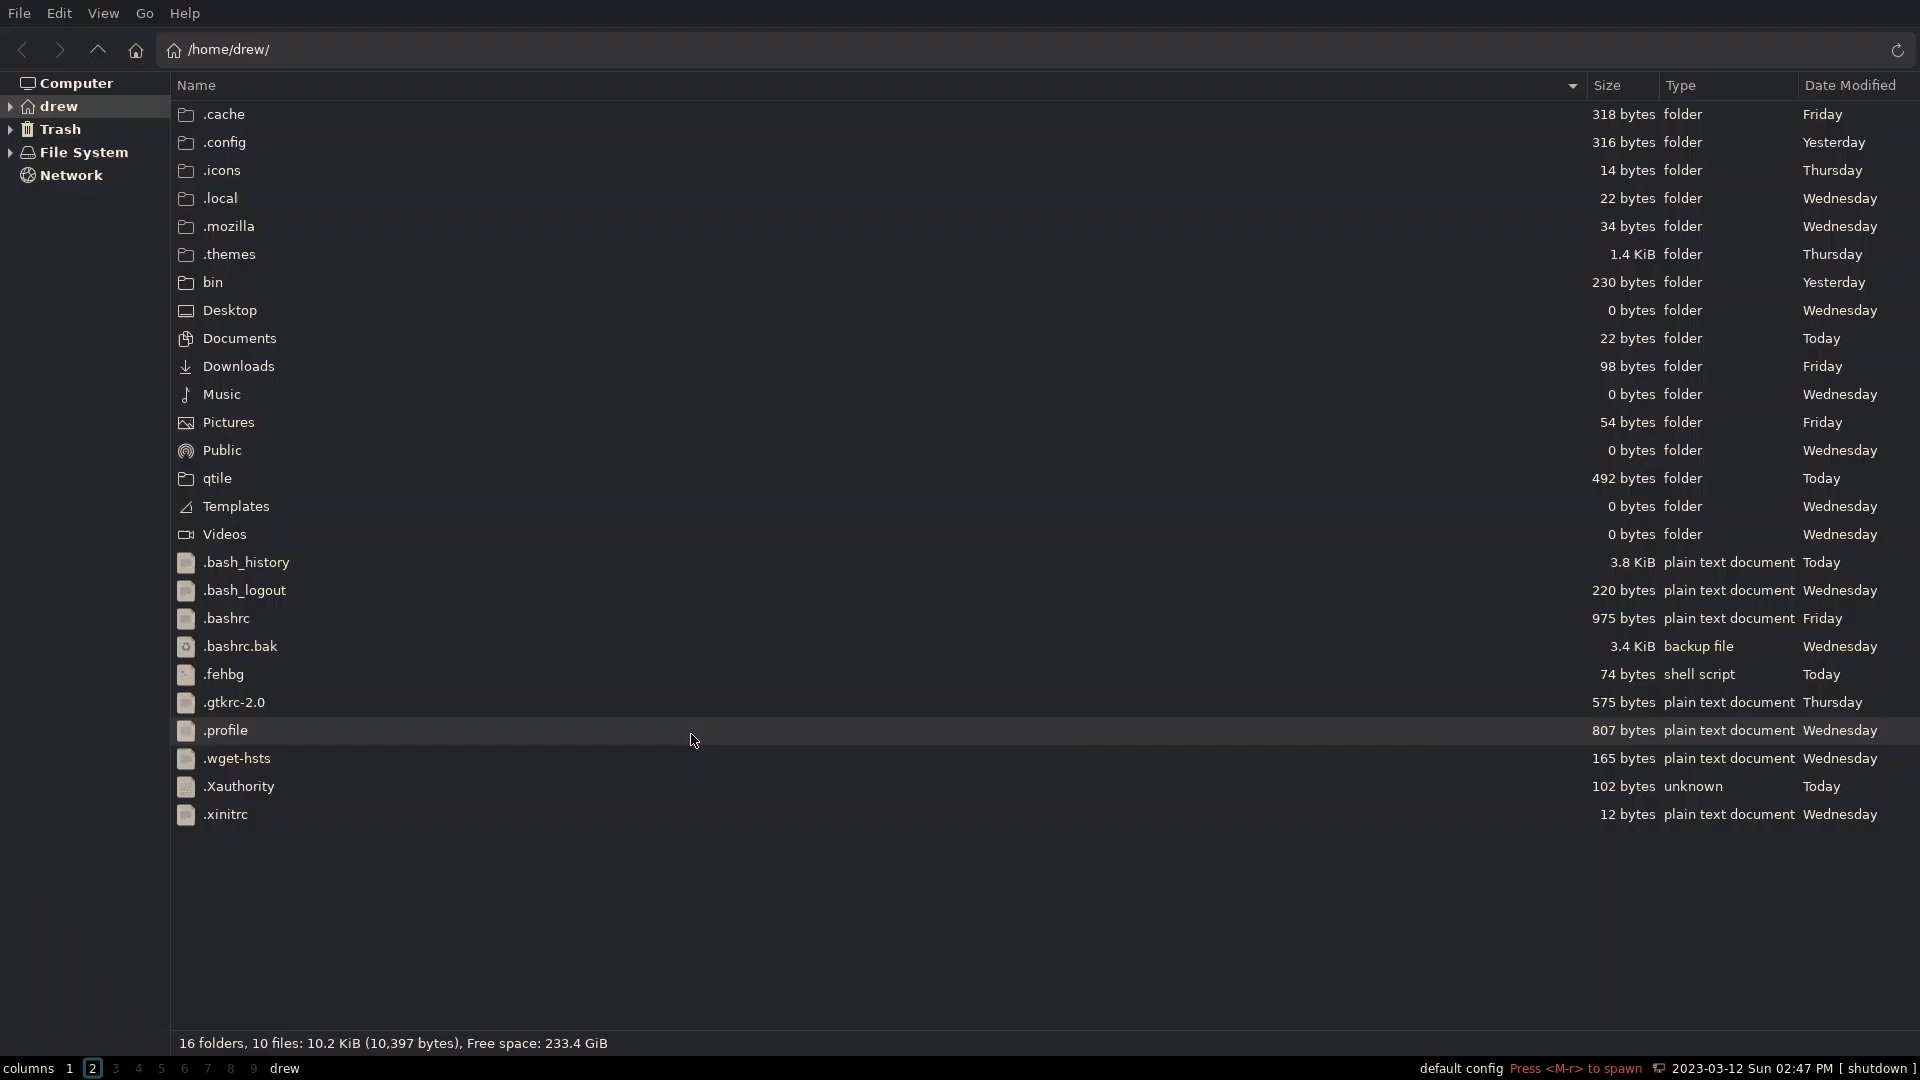 File Edit View Go Help
/home/drew/
Computer
drew
Trash
File System
Network
Name Size Type Date Modified
.cache 318 bytes folder Friday
.config 316 bytes folder Yesterday
.icons 14 bytes folder Thursday
.local 22 bytes folder Wednesday
.mozilla 34 bytes folder Wednesday
.themes 1.4 KiB folder Thursday
bin 230 bytes folder Yesterday
Desktop 0 bytes folder Wednesday
Documents 22 bytes folder Today
Downloads 98 bytes folder Friday
Music 0 bytes folder Wednesday
Pictures 54 bytes folder Friday
Public 0 bytes folder Wednesday
qtile 492 bytes folder Today
Templates 0 bytes folder Wednesday
Videos 0 bytes folder Wednesday
.bash_history 3.8 KiB plain text document Today
.bash_logout 220 bytes plain text document Wednesday
.bashrc 975 bytes plain text document Friday
.bashrc.bak 3.4 KiB backup file Wednesday
.fehbg 74 bytes shell script Today
.gtkrc-2.0 575 bytes plain text document Thursday
.profile 807 bytes plain text document Wednesday
.wget-hsts 165 bytes plain text document Wednesday
.Xauthority 102 bytes unknown Today
.xinitrc 12 bytes plain text document Wednesday
16 folders, 10 files: 10.2 KiB (10,397 bytes), Free space: 233.4 GiB
columns 1 2 3 4 5 6 7 8 9 drew default config Press <M-r> to spawn 2023-03-12 Sun 02:47 PM [ shutdown ]